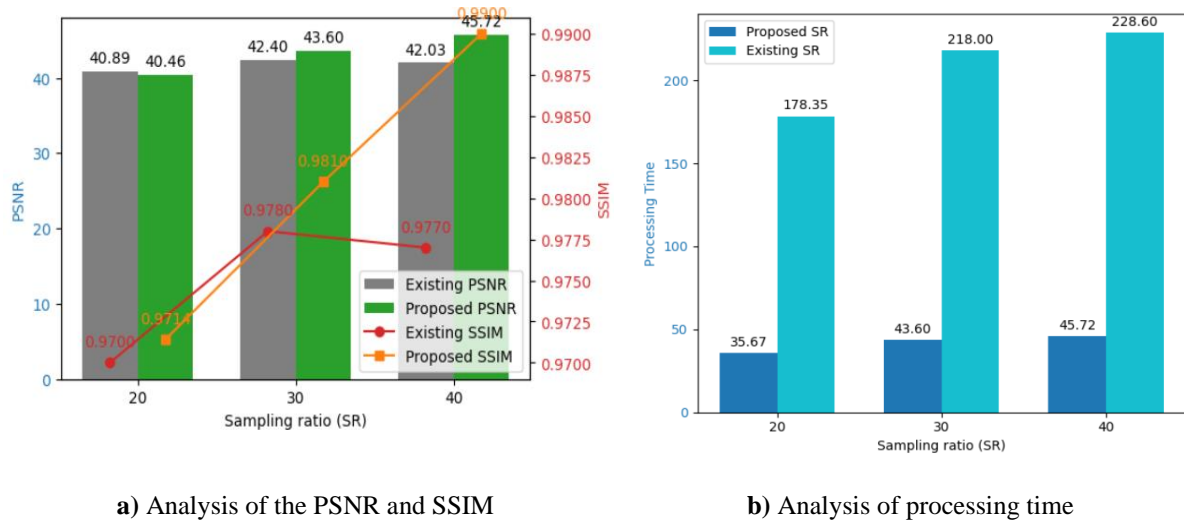 0.9900
45.72
40.89
40.46
42.40
43.60
42.03
0.9810
0.9780
0.9770
0.9714
0.9700
40
30
20
10
0
PSNR
0.9900
0.9875
0.9850
0.9825
0.9800
0.9775
0.9750
0.9725
0.9700
SSIM
Existing PSNR
Proposed PSNR
Existing SSIM
Proposed SSIM
20 30 40
Sampling ratio (SR)
a) Analysis of the PSNR and SSIM
Proposed SR
Existing SR
228.60
218.00
178.35
35.67
43.60
45.72
200
150
100
50
0
Processing Time
20 30 40
Sampling ratio (SR)
b) Analysis of processing time